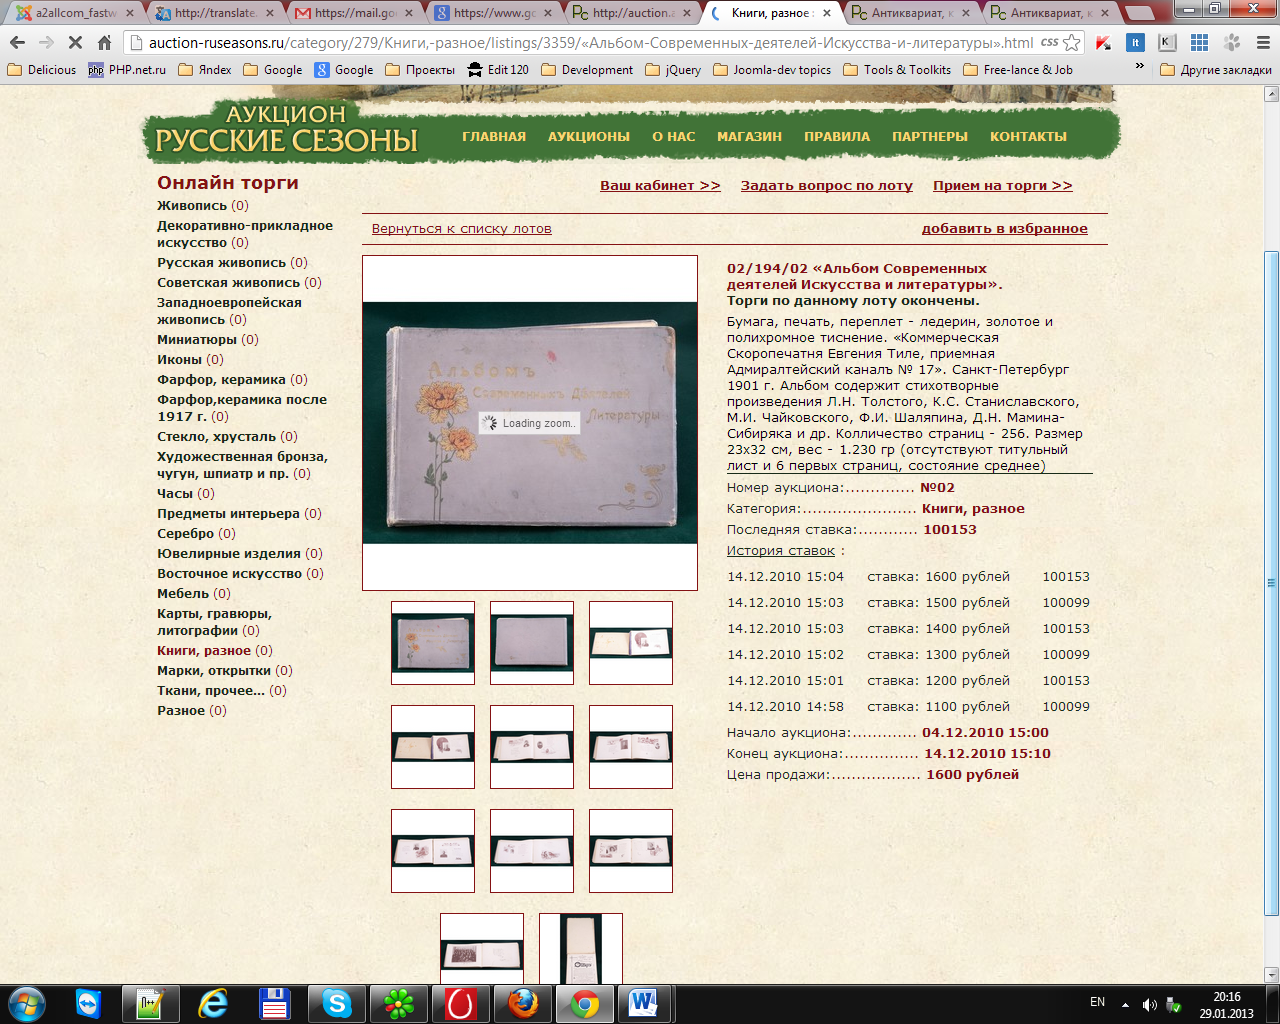 a2allcom_fastw
http://translate.
https://mail.goo
https://www.go
http://auction.a
Книги, разное :
Антиквариат, к
Антиквариат, к
auction-ruseasons.ru/category/279/Книги,-разное/listings/3359/«Альбом-Современных-деятелей-Искусства-и-литературы».html
css
It
K
Delicious
php PHP.net.ru
Яndex
Google
8 Google
Проекты
Edit 120
Development
jQuery
Joomla-dev topics
Tools & Toolkits
Free-lance & Job
»
Другие закладки
АУКЦИОН
РУССКИЕ СЕЗОНЫ
ГЛАВНАЯ АУКЦИОНЫ О НАС МАГАЗИН ПРАВИЛА ПАРТНЕРЫ КОНТАКТЫ
Онлайн торги
Живопись (0)
Декоративно-прикладное
искусство (0)
Русская живопись (0)
Советская живопись (0)
Западноевропейская
живопись (0)
Миниатюры (0)
Иконы (0)
Фарфор, керамика (0)
Фарфор,керамика после
1917 г. (0)
Стекло, хрусталь (0)
Художественная бронза,
чугун, шпиатр и пр. (0)
Часы (0)
Предметы интерьера (0)
Серебро (0)
Ювелирные изделия (0)
Восточное искусство (0)
Мебель (0)
Карты, гравюры,
литографии (0)
Книги, разное (0)
Марки, открытки (0)
Ткани, прочее... (0)
Разное (0)
Ваш кабинет >> Задать вопрос по лоту Прием на торги >>
Вернуться к списку лотов
добавить в избранное
Альбомъ
Современныхъ Дѣятелей
Литературы
Loading zoom..
02/194/02 «Альбом Современных
деятелей Искусства и литературы».
Торги по данному лоту окончены.
Бумага, печать, переплет - ледерин, золотое и
полихромное тиснение. «Коммерческая
Скоропечатня Евгения Тиле, приемная
Адмиралтейский каналъ № 17». Санкт-Петербург
1901 г. Альбом содержит стихотворные
произведения Л.Н. Толстого, К.С. Станиславского,
М.И. Чайковского, Ф.И. Шаляпина, Д.Н. Мамина-
Сибиряка и др. Колличество страниц - 256. Размер
23х32 см, вес - 1.230 гр (отсутствуют титульный
лист и 6 первых страниц, состояние среднее)
Номер аукциона:.............. №02
Категория:....................... Книги, разное
Последняя ставка:............ 100153
История ставок :
14.12.2010 15:04 ставка: 1600 рублей 100153
14.12.2010 15:03 ставка: 1500 рублей 100099
14.12.2010 15:03 ставка: 1400 рублей 100153
14.12.2010 15:02 ставка: 1300 рублей 100099
14.12.2010 15:01 ставка: 1200 рублей 100153
14.12.2010 14:58 ставка: 1100 рублей 100099
Начало аукциона:............. 04.12.2010 15:00
Конец аукциона:............... 14.12.2010 15:10
Цена продажи:.................. 1600 рублей
EN
20:16
29.01.2013